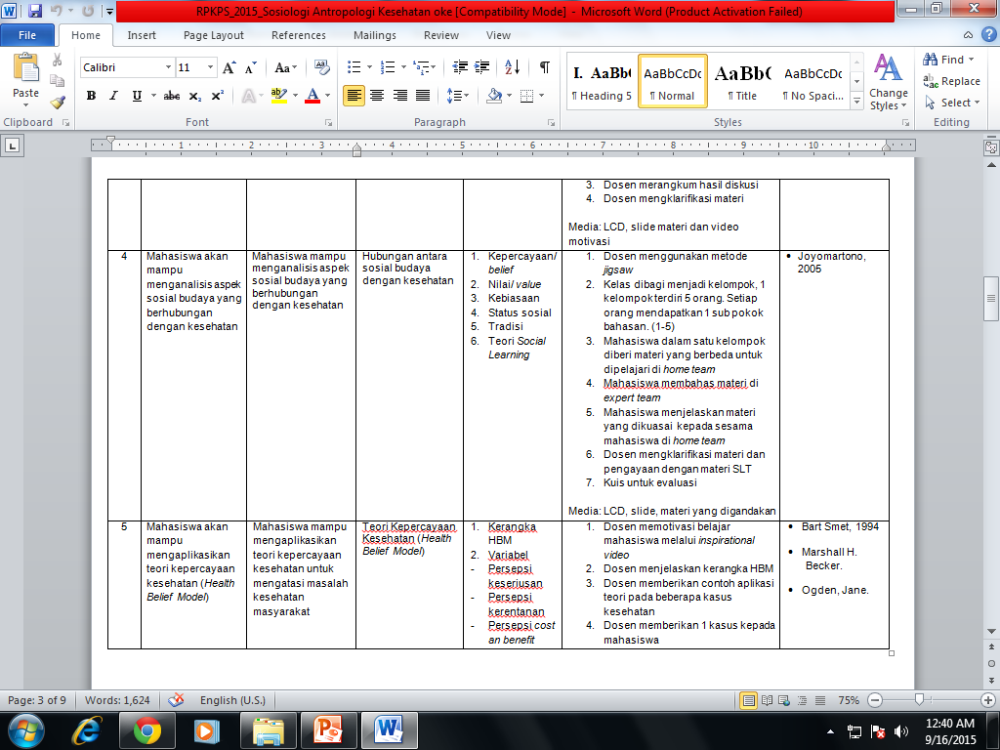 RPKPS_2015_Sosiologi Antropologi Kesehatan oke [Compatibility Mode] - Microsoft Word (Product Activation Failed)
File Home Insert Page Layout References Mailings Review View
Paste
Calibri 11
Heading 5
Normal
Title
No Spaci...
Change Styles
Find
Replace
Select
Clipboard Font Paragraph Styles Editing
1 2 3 4 5 6 7 8 9 10
3. Dosen merangkum hasil diskusi
4. Dosen mengklarifikasi materi
Media: LCD, slide materi dan video
motivasi
4
Mahasiswa akan
mampu
menganalisis aspek
sosial budaya yang
berhubungan
dengan kesehatan
Mahasiswa mampu
menganalisis aspek
sosial budaya yang
berhubungan
dengan kesehatan
Hubungan antara
sosial budaya
dengan kesehatan
1. Kepercayaan/
belief
2. Nilai/ value
3. Kebiasaan
4. Status sosial
5. Tradisi
6. Teori Social
Learning
1. Dosen menggunakan metode
jigsaw
2. Kelas dibagi menjadi kelompok, 1
kelompok terdiri 5 orang. Setiap
orang mendapatkan 1 sub pokok
bahasan. (1-5)
3. Mahasiswa dalam satu kelompok
diberi materi yang berbeda untuk
dipelajari di home team
4. Mahasiswa membahas materi di
expert team
5. Mahasiswa menjelaskan materi
yang dikuasai kepada sesama
mahasiswa di home team
6. Dosen mengklarifikasi materi dan
pengayaan dengan materi SLT
7. Kuis untuk evaluasi
Media: LCD, slide, materi yang digandakan
• Joyomartono,
2005
5
Mahasiswa akan
mampu
mengaplikasikan
teori kepercayaan
kesehatan (Health
Belief Model)
Mahasiswa mampu
mengaplikasikan
teori kepercayaan
kesehatan untuk
mengatasi masalah
kesehatan
masyarakat
Teori Kepercayaan
Kesehatan (Health
Belief Model)
1. Kerangka
HBM
2. Variabel
- Persepsi
keseriusan
- Persepsi
kerentanan
- Persepsi cost
an benefit
1. Dosen memotivasi belajar
mahasiswa melalui inspirational
video
2. Dosen menjelaskan kerangka HBM
3. Dosen memberikan contoh aplikasi
teori pada beberapa kasus
kesehatan
4. Dosen memberikan 1 kasus kepada
mahasiswa
• Bart Smet, 1994
• Marshall H.
Becker.
• Ogden, Jane.
Page: 3 of 9 Words: 1,624 English (U.S.) 75%
12:40 AM
9/16/2015